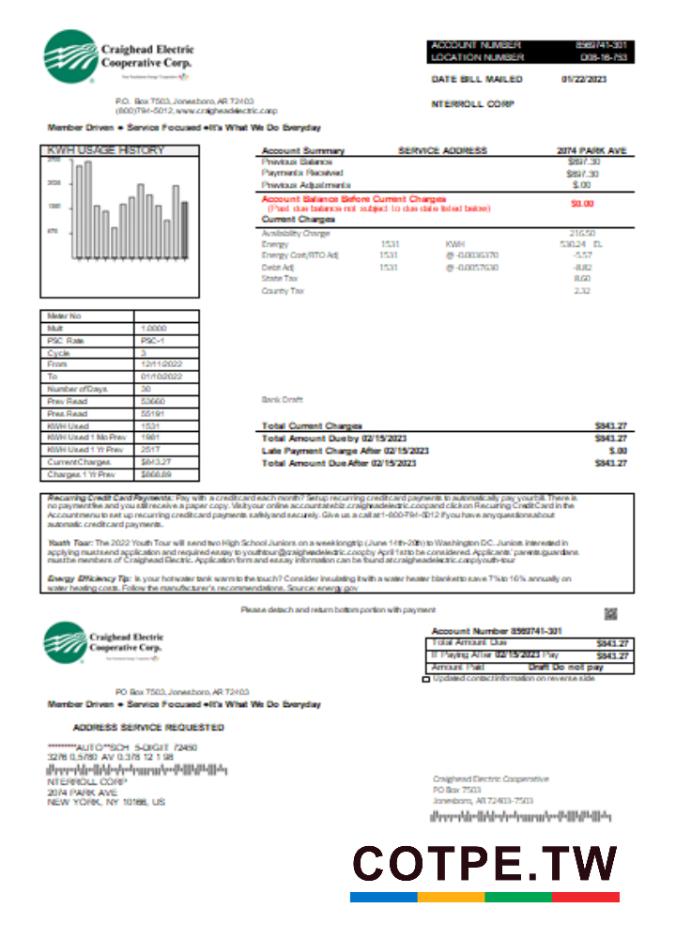 Craighead Electric
Cooperative Corp.
ACCOUNT NUMBER 8569741-301
LOCATION NUMBER D08-16-753
DATE BILL MAILED 01/22/2023
P.O. Box 7503, Jonesboro, AR 72403
(800)794-5012, www.craigheadelectric.coop
NTERROLL CORP
Member Driven • Service Focused •It's What We Do Everyday
KWH USAGE HISTORY
Account Summary SERVICE ADDRESS 2074 PARK AVE
Previous Balance $897.30
Payments Received $897.30
Previous Adjustments $.00
Account Balance Before Current Charges $0.00
(Past due balance not subject to due date listed below)
Current Charges
Availability Charge 216.50
Energy 1531 KWH 530.24 EL
Energy Cost/RTO Adj 1531 @ -0.0036370 -5.57
Debt Adj 1531 @ -0.0057630 -8.82
State Tax 8.60
County Tax 2.32
Meter No
Mult 1.0000
PSC Rate PSC-1
Cycle 3
From 12/11/2022
To 01/10/2022
Number of Days 30
Prev Read 53660
Pres Read 55191
KWH Used 1531
KWH Used 1 Mo Prev 1981
KWH Used 1 Yr Prev 2517
Current Charges $843.27
Charges 1 Yr Prev $868.89
Bank Draft
Total Current Charges $843.27
Total Amount Due by 02/15/2023 $843.27
Late Payment Charge After 02/15/2023 $.00
Total Amount Due After 02/15/2023 $843.27
Recurring Credit Card Payments: Pay with a credit card each month? Setup recurring credit card payments to automatically pay your bill. There is
no payment fee and you still receive a paper copy. Visit your online account at ebiz.craigheadelectric.coop and click on Recurring Credit Card in the
Account menu to set up recurring credit card payments safely and securely. Give us a call at 1-800-794-5012 if you have any questions about
automatic credit card payments.
Youth Tour: The 2022 Youth Tour will send two High School Juniors on a weeklong trip (June 14th-20th) to Washington DC. Juniors interested in
applying must send application and required essay to youthtour@craigheadelectric.coop by April 1st to be considered. Applicants' parents/guardians
must be members of Craighead Electric. Application form and essay information can be found at craigheadelectric.coop/youth-tour
Energy Efficiency Tip: Is your hot water tank warm to the touch? Consider insulating it with a water heater blanket to save 7% to 16% annually on
water heating costs. Follow the manufacturer's recommendations. Source: energy.gov
Please detach and return bottom portion with payment
Craighead Electric
Cooperative Corp.
Account Number 8569741-301
Total Amount Due $843.27
If Paying After 02/15/2023 Pay $843.27
Amount Paid Draft Do not pay
Updated contact information on reverse side
PO Box 7503, Jonesboro, AR 72403
Member Driven • Service Focused •It's What We Do Everyday
ADDRESS SERVICE REQUESTED
*********AUTO**SCH 5-DIGIT 72450
3276 0.5780 AV 0.378 12 1 98
NTERROLL CORP
2074 PARK AVE
NEW YORK, NY 10166, US
Craighead Electric Cooperative
PO Box 7503
Jonesboro, AR 72403-7503
COTPE.TW